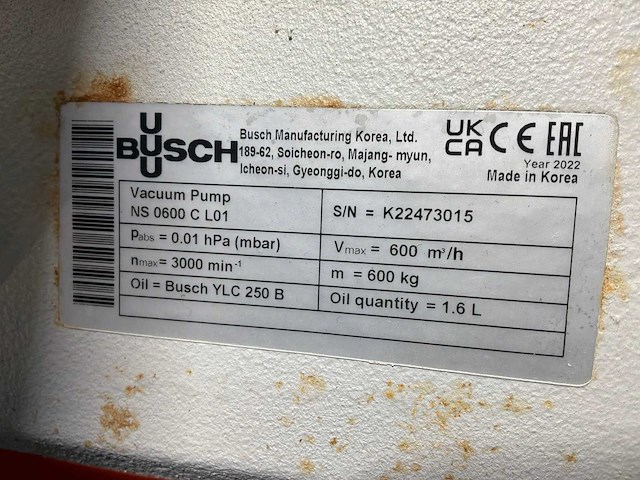 BUSCH
Busch Manufacturing Korea, Ltd.
189-62, Soicheon-ro, Majang- myun,
Icheon-si, Gyeonggi-do, Korea
UK
CA CE EAC
Year 2022
Made in Korea
Vacuum Pump
NS 0600 C L01
S/N = K22473015
Pabs = 0.01 hPa (mbar)
Vmax = 600 m³/h
nmax= 3000 min-1
m = 600 kg
Oil = Busch YLC 250 B
Oil quantity = 1.6 L